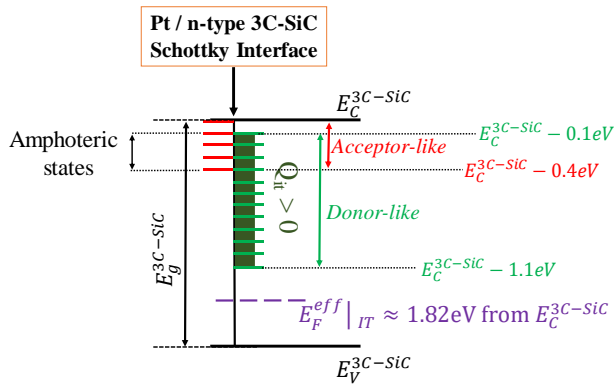 Pt / n-type 3C-SiC
Schottky Interface
E_C^{3C-SiC}
Amphoteric
states
Acceptor-like
E_C^{3C-SiC} − 0.1eV
E_C^{3C-SiC} − 0.4eV
Q_{it} > 0
Donor-like
E_g^{3C-SiC}
E_C^{3C-SiC} − 1.1eV
E_F^{eff}|_{IT} ≈ 1.82eV from E_C^{3C-SiC}
E_V^{3C-SiC}